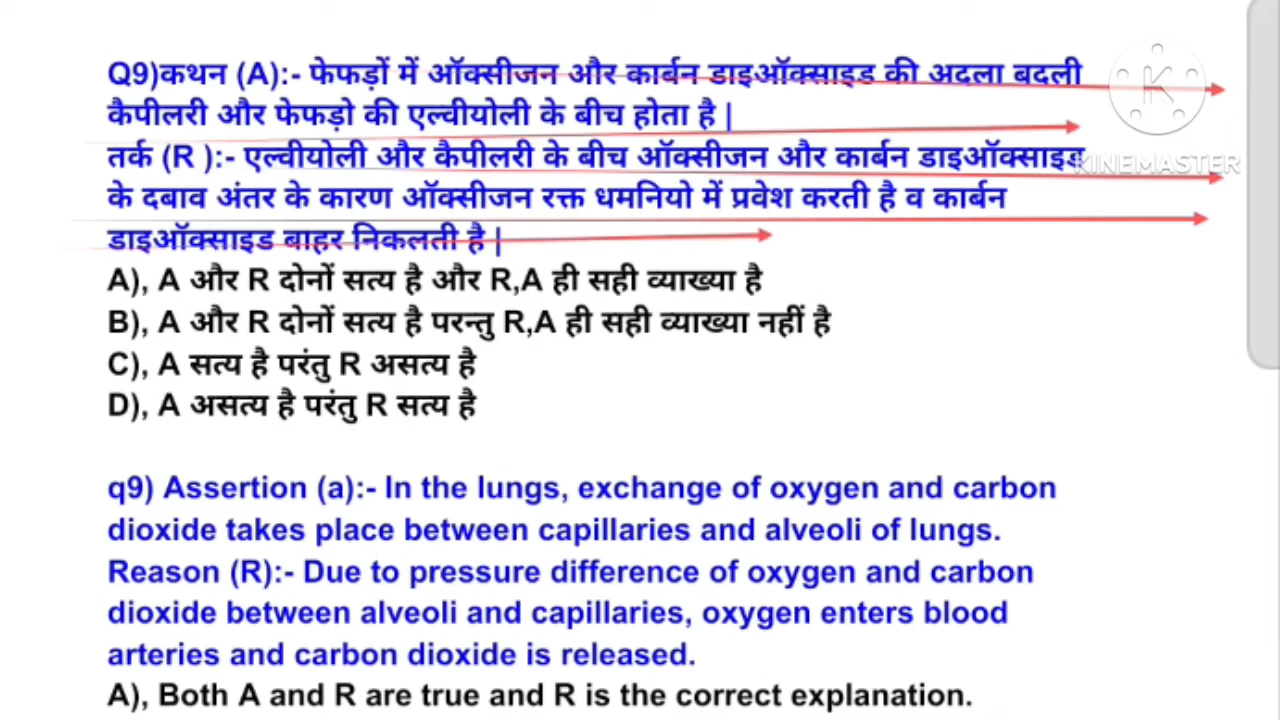 Q9)कथन (A):- फेफड़ों में ऑक्सीजन और कार्बन डाइऑक्साइड की अदला बदली
कैपीलरी और फेफड़ो की एल्वीयोली के बीच होता है |
तर्क (R ):- एल्वीयोली और कैपीलरी के बीच ऑक्सीजन और कार्बन डाइऑक्साइड
के दबाव अंतर के कारण ऑक्सीजन रक्त धमनियो में प्रवेश करती है व कार्बन
डाइऑक्साइड बाहर निकलती है |
A), A और R दोनों सत्य है और R,A ही सही व्याख्या है
B), A और R दोनों सत्य है परन्तु R,A ही सही व्याख्या नहीं है
C), A सत्य है परंतु R असत्य है
D), A असत्य है परंतु R सत्य है
q9) Assertion (a):- In the lungs, exchange of oxygen and carbon
dioxide takes place between capillaries and alveoli of lungs.
Reason (R):- Due to pressure difference of oxygen and carbon
dioxide between alveoli and capillaries, oxygen enters blood
arteries and carbon dioxide is released.
A), Both A and R are true and R is the correct explanation.
KINEMASTER